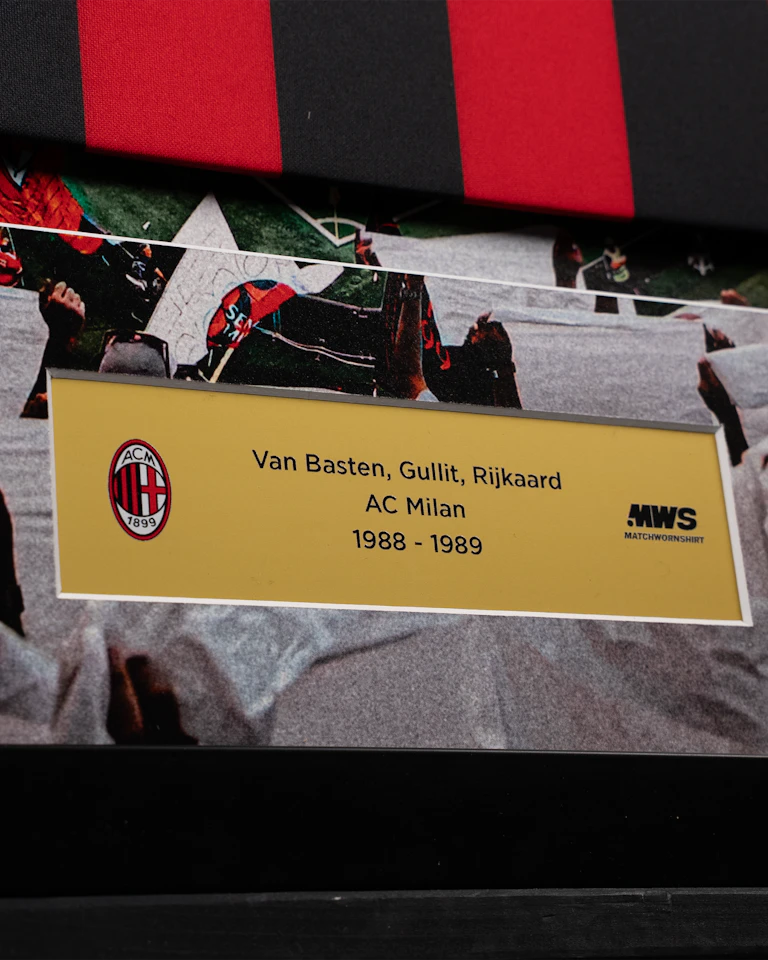 Van Basten, Gullit, Rijkaard
AC Milan
1988 - 1989
ACM
1899
MWS
MATCHWORNSHIRT